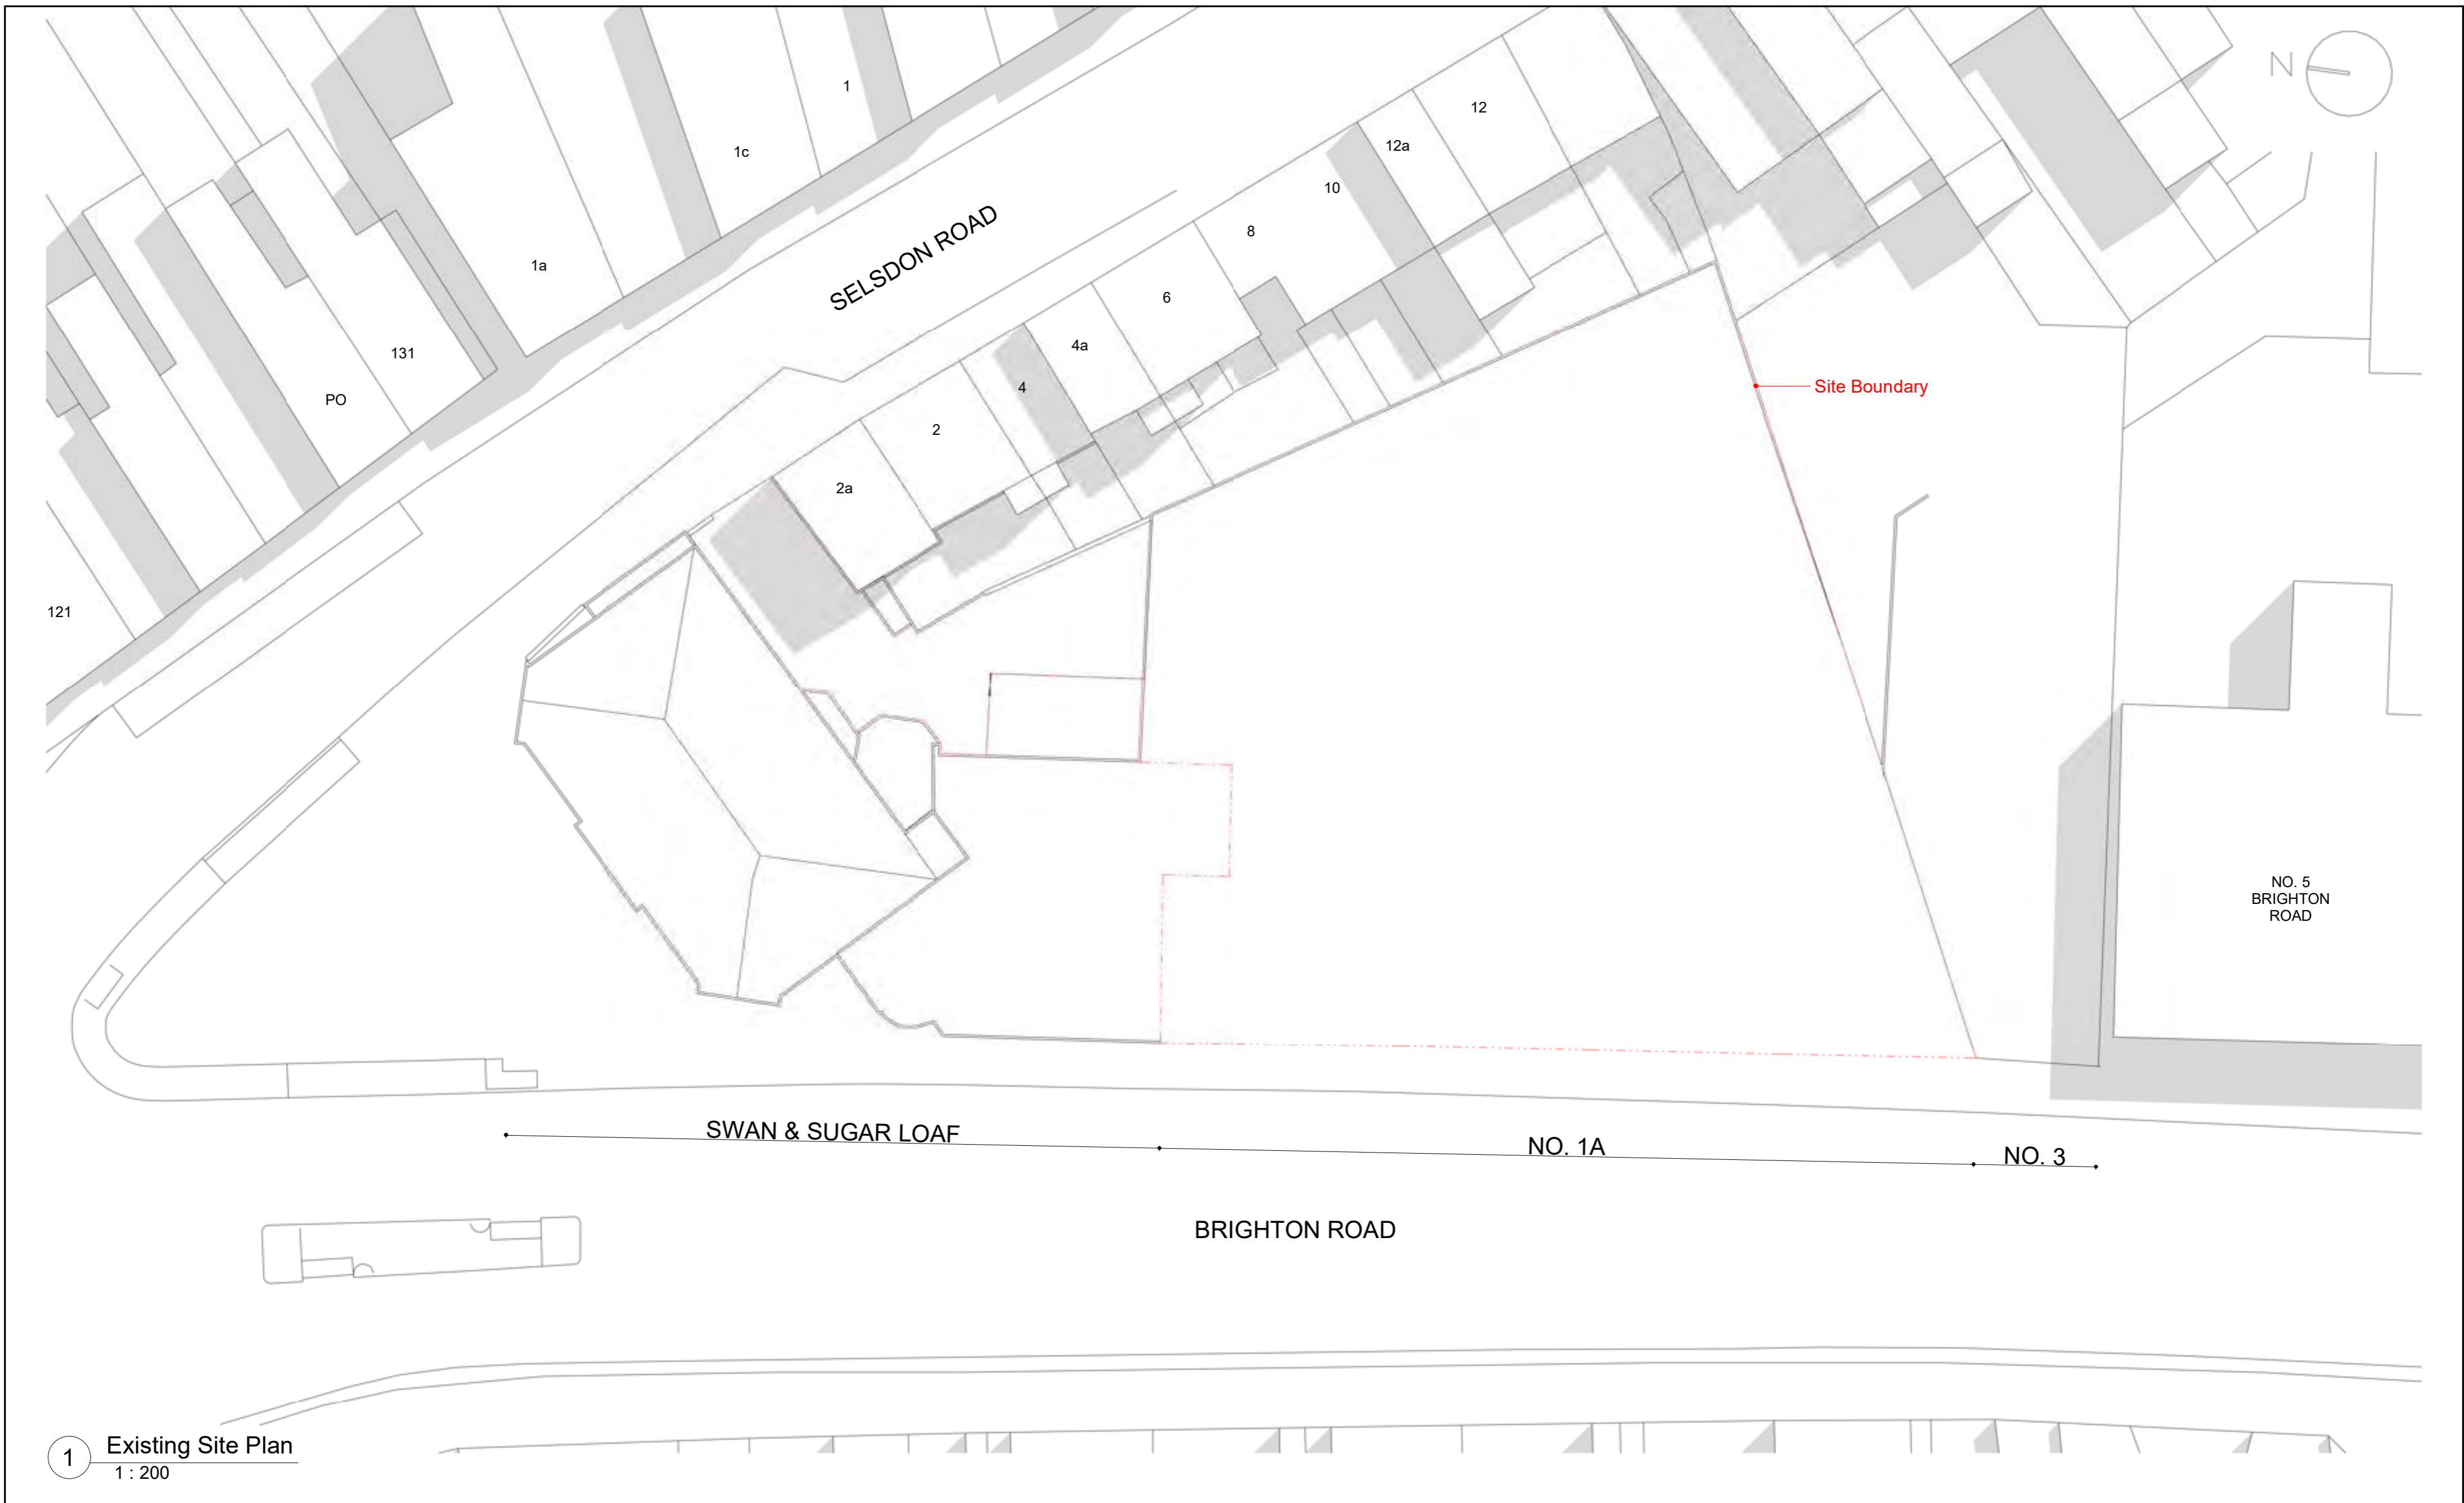 N
1
12
12a
1c
10
8
SELSDON ROAD
1a
6
4a
131
4
Site Boundary
PO
2
2a
121
NO. 5
BRIGHTON
ROAD
SWAN & SUGAR LOAF
NO. 1A
NO. 3
BRIGHTON ROAD
1
Existing Site Plan
1 : 200